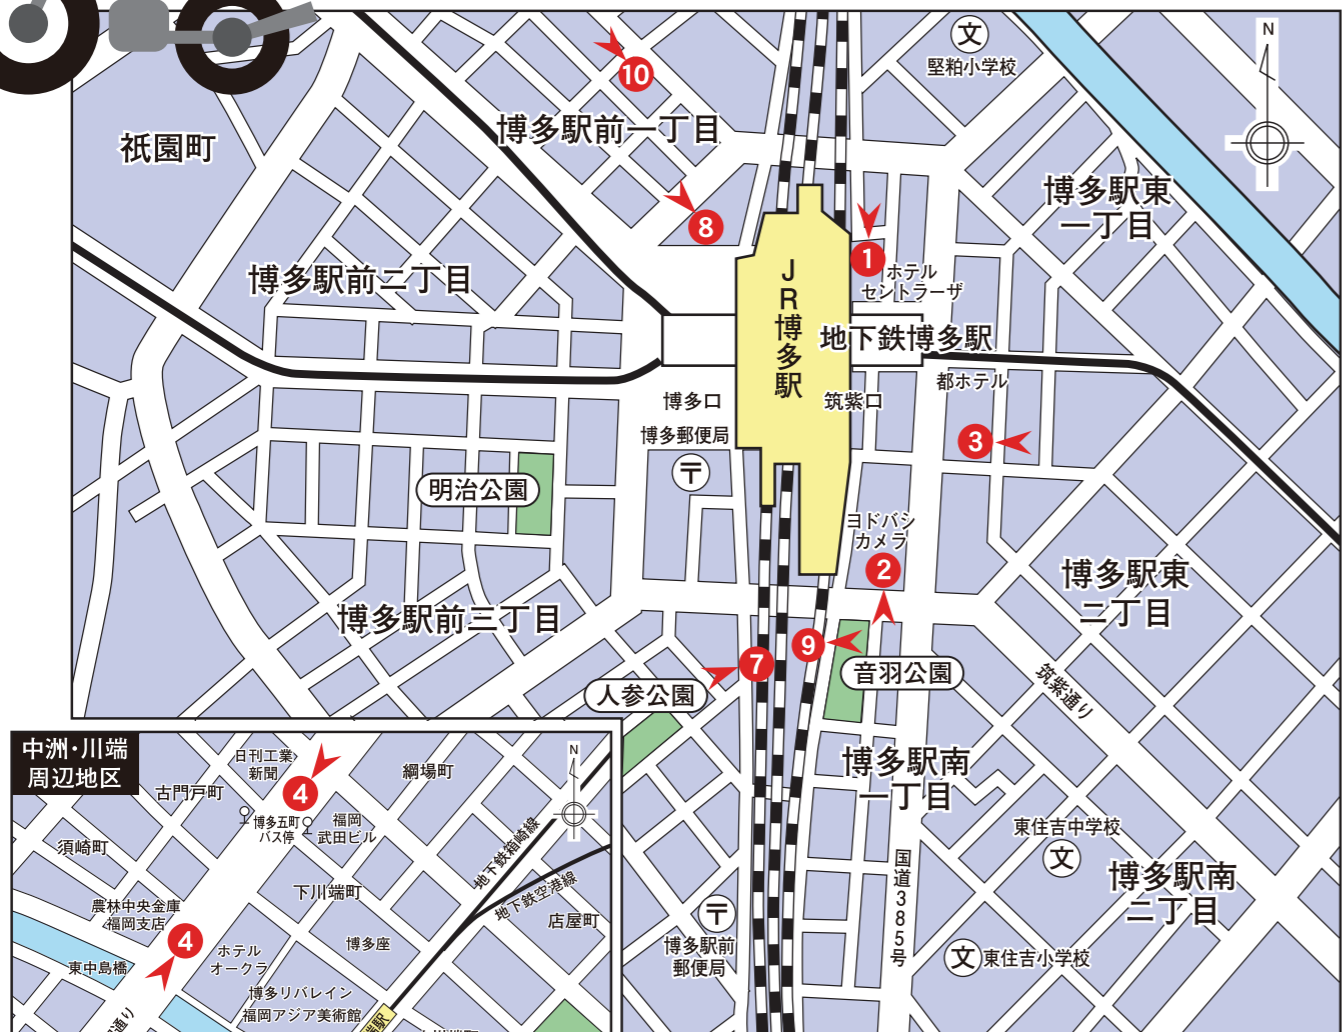 文
堅粕小学校
N
10
博多駅前一丁目
祇園町
博多駅東
一丁目
8
1
ホテル
セントラーザ
博多駅前二丁目
JR博多駅
地下鉄博多駅
都ホテル
博多口
筑紫口
博多郵便局
〒
3
明治公園
ヨドバシ
カメラ
2
博多駅東
二丁目
博多駅前三丁目
9
7
音羽公園
人参公園
筑紫通り
博多駅南
一丁目
東住吉中学校
文
国道385号
博多駅南
二丁目
〒
博多駅前
郵便局
文
東住吉小学校
中洲・川端
周辺地区
日刊工業
新聞
綱場町
N
古門戸町
4
博多五町
バス停
福岡
武田ビル
須崎町
地下鉄箱崎線
下川端町
地下鉄空港線
農林中央金庫
福岡支店
店屋町
4
博多座
ホテル
オークラ
東中島橋
博多リバレイン
福岡アジア美術館